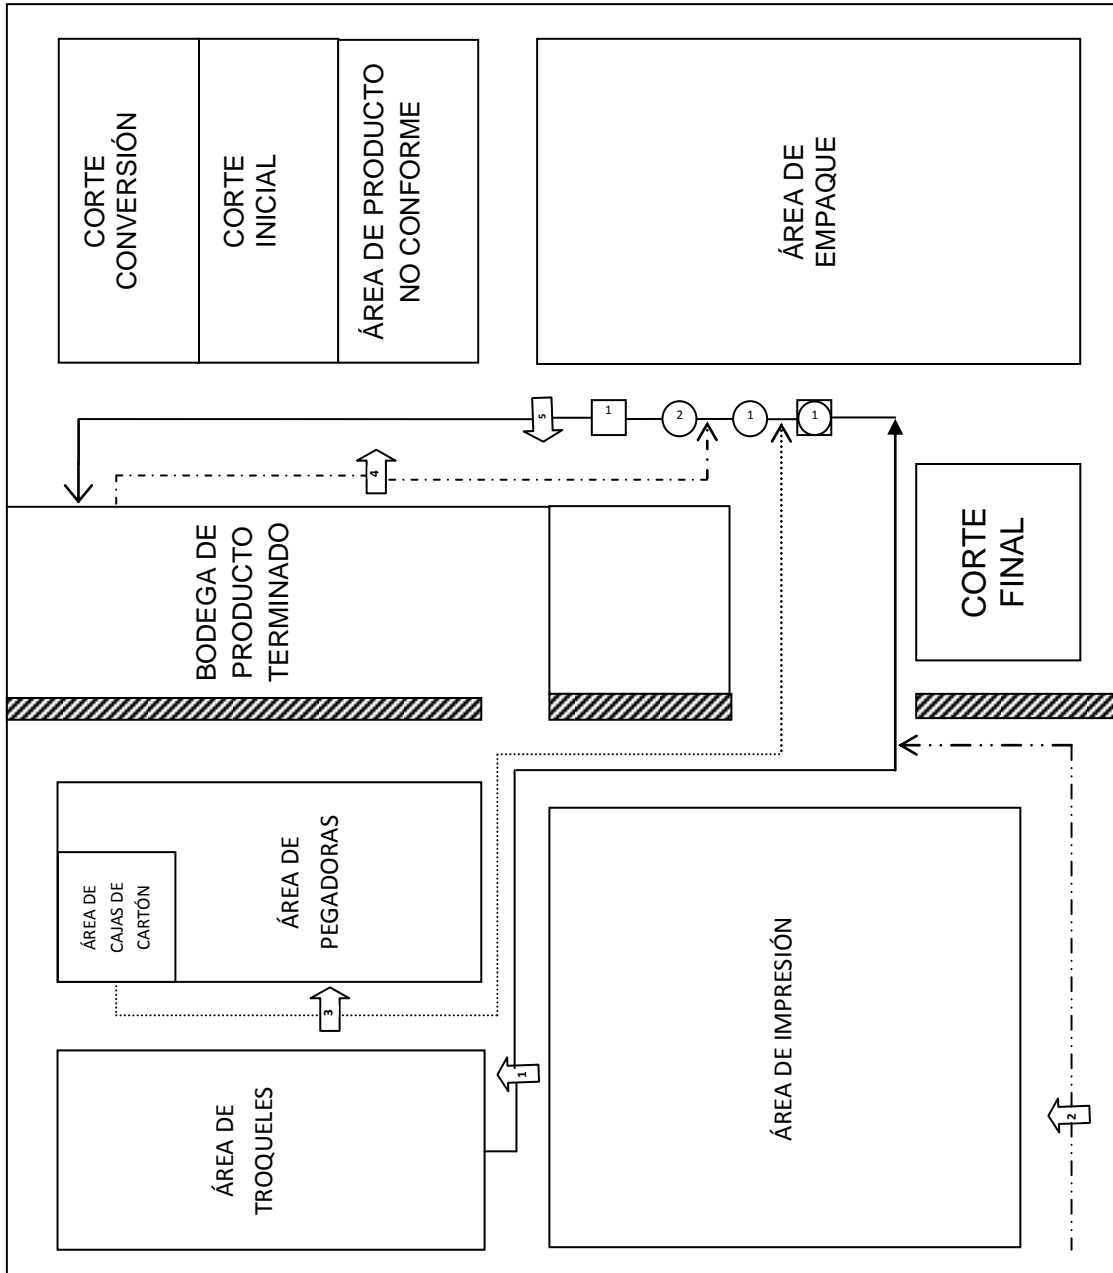 CORTE
CONVERSIÓN
CORTE
INICIAL
ÁREA DE PRODUCTO
NO CONFORME
ÁREA DE
EMPAQUE
5
1
2
1
1
4
BODEGA DE
PRODUCTO
TERMINADO
CORTE
FINAL
ÁREA DE
CAJAS DE
CARTÓN
ÁREA DE
PEGADORAS
3
1
ÁREA DE
TROQUELES
ÁREA DE IMPRESIÓN
2